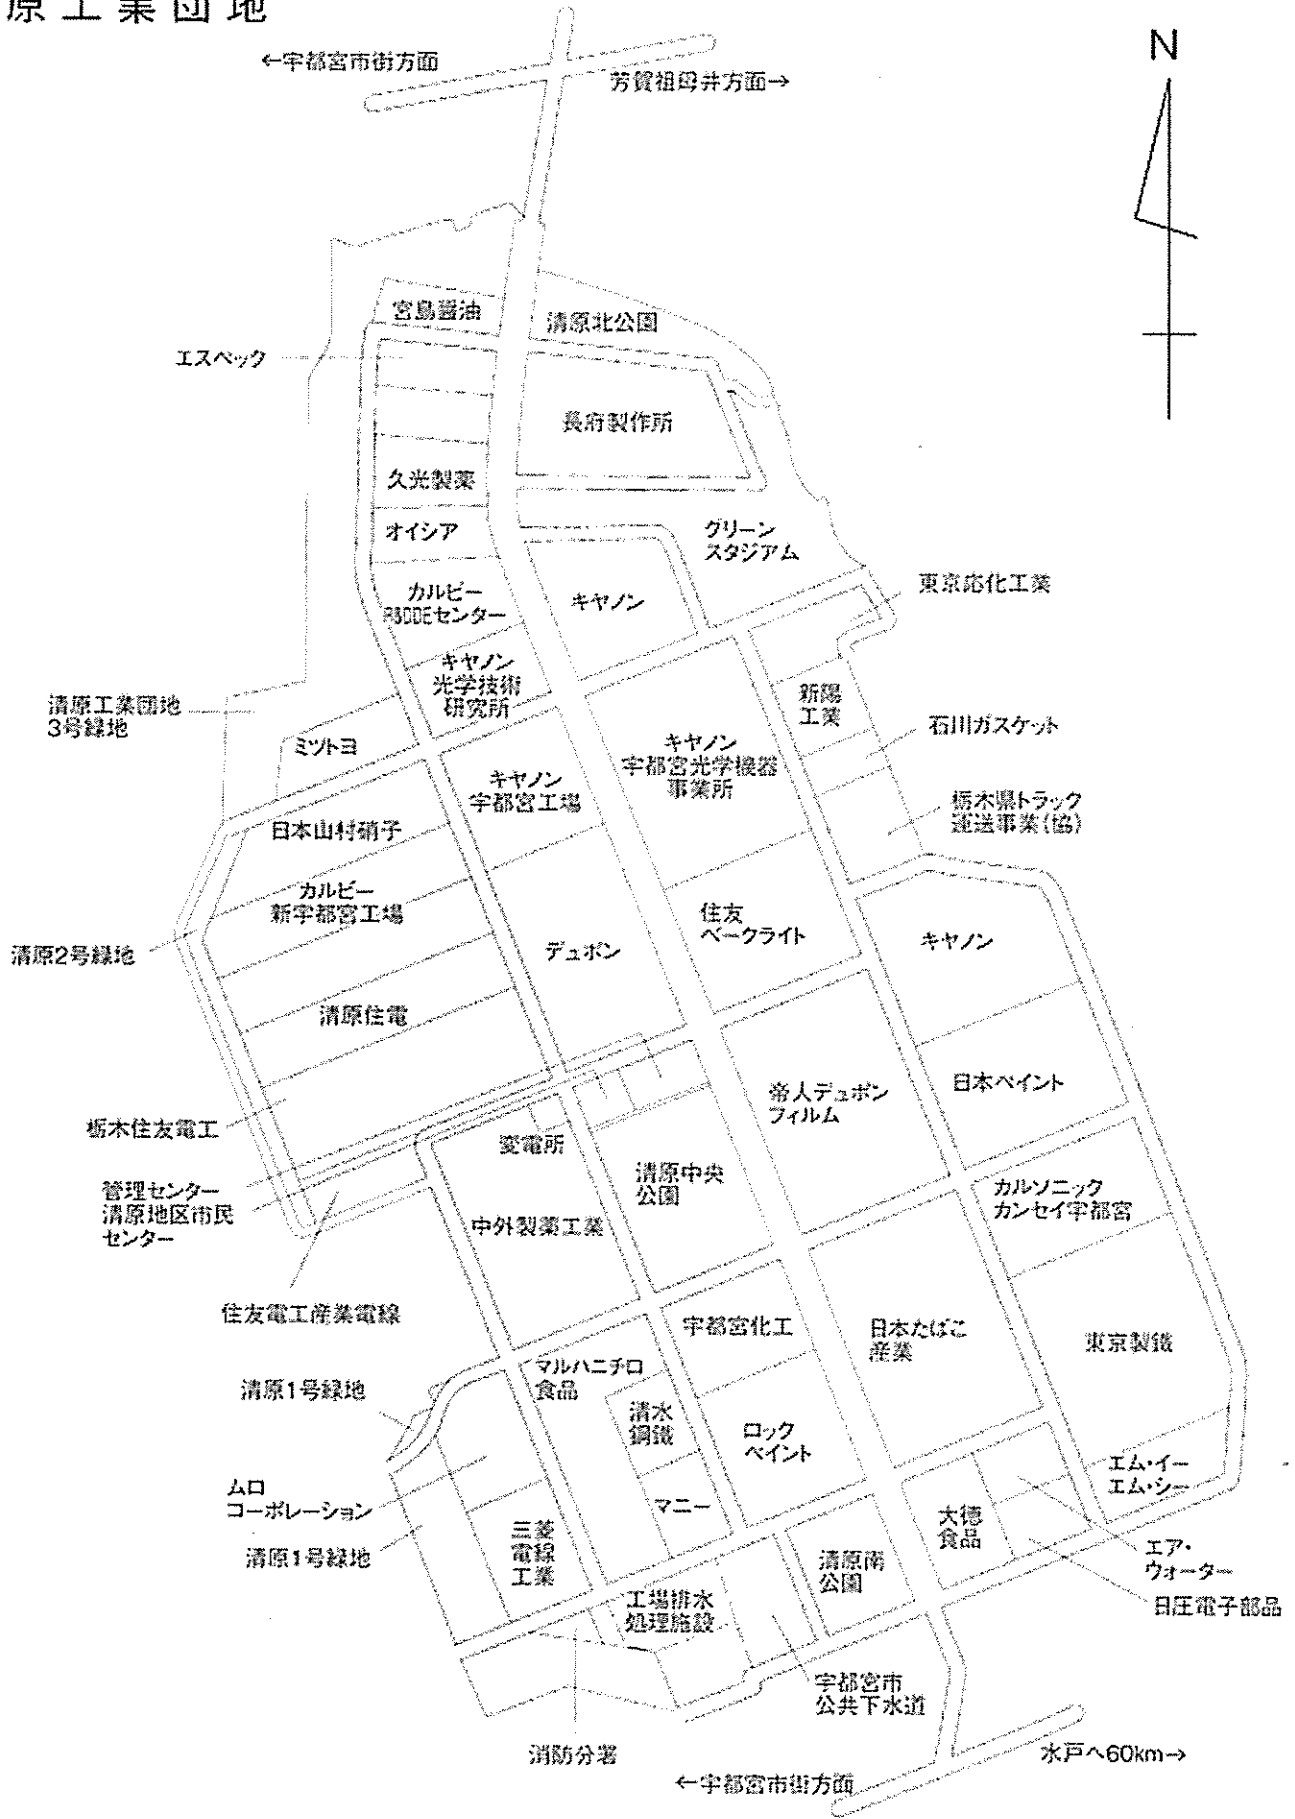 原工業団地
←宇都宮市街方面
芳賀祖母井方面→
N
宮島醤油
清原北公園
エスペック
長府製作所
久光製薬
オイシア
グリーン
スタジアム
カルビー
R&DDEセンター
キヤノン
東京応化工業
キヤノン
光学技術
研究所
清原工業団地
3号緑地
新陽
工業
石川ガスケット
ミツトヨ
キヤノン
宇都宮光学機器
事業所
キヤノン
宇都宮工場
栃木県トラック
運送事業(協)
日本山村硝子
カルビー
新宇都宮工場
住友
ベークライト
キヤノン
清原2号緑地
デュポン
清原住電
日本ペイント
帝人デュポン
フィルム
栃木住友電工
変電所
清原中央
公園
管理センター
清原地区市民
センター
カルソニック
カンセイ宇都宮
中外製薬工業
住友電工産業電線
宇都宮化工
日本たばこ
産業
東京製鐵
マルハニチロ
食品
清原1号緑地
清水
鋼鐵
ロック
ペイント
エム・イー
エム・シー
ムロ
コーポレーション
マニー
大徳
食品
三菱
電線
工業
清原1号緑地
清原南
公園
エア・
ウォーター
工場排水
処理施設
日圧電子部品
宇都宮市
公共下水道
消防分署
水戸へ60km→
←宇都宮市街方面